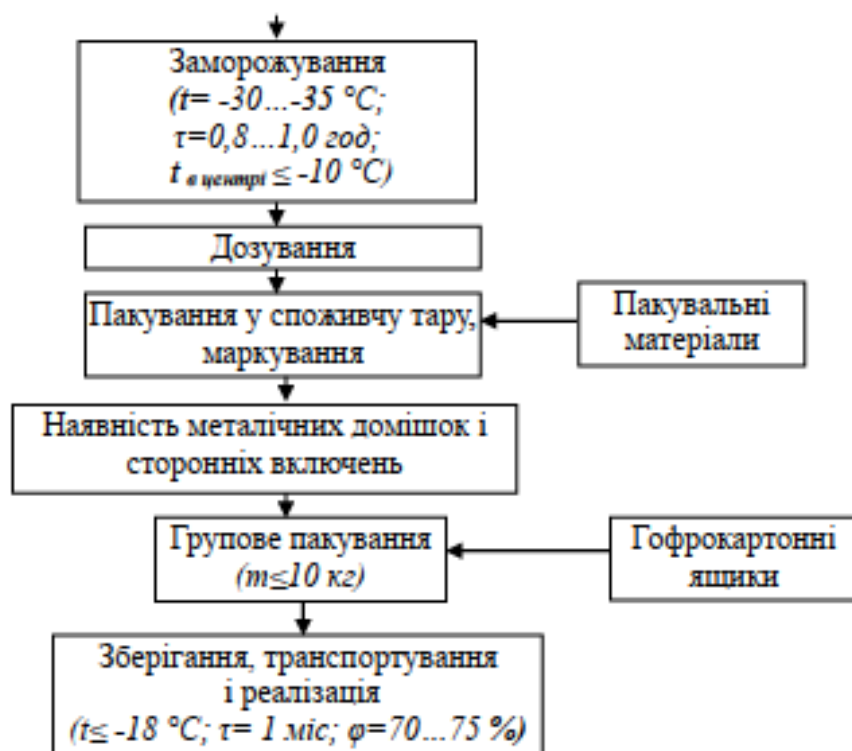 Заморожування
(t= -30...-35 °C;
τ=0,8...1,0 год;
t в центрі ≤ -10 °C)
Дозування
Пакування у споживчу тару,
маркування
Пакувальні
матеріали
Наявність металічних домішок і
сторонніх включень
Групове пакування
(m≤10 кг)
Гофрокартонні
ящики
Зберігання, транспортування
і реалізація
(t≤ -18 °C; τ= 1 міс; φ=70...75 %)